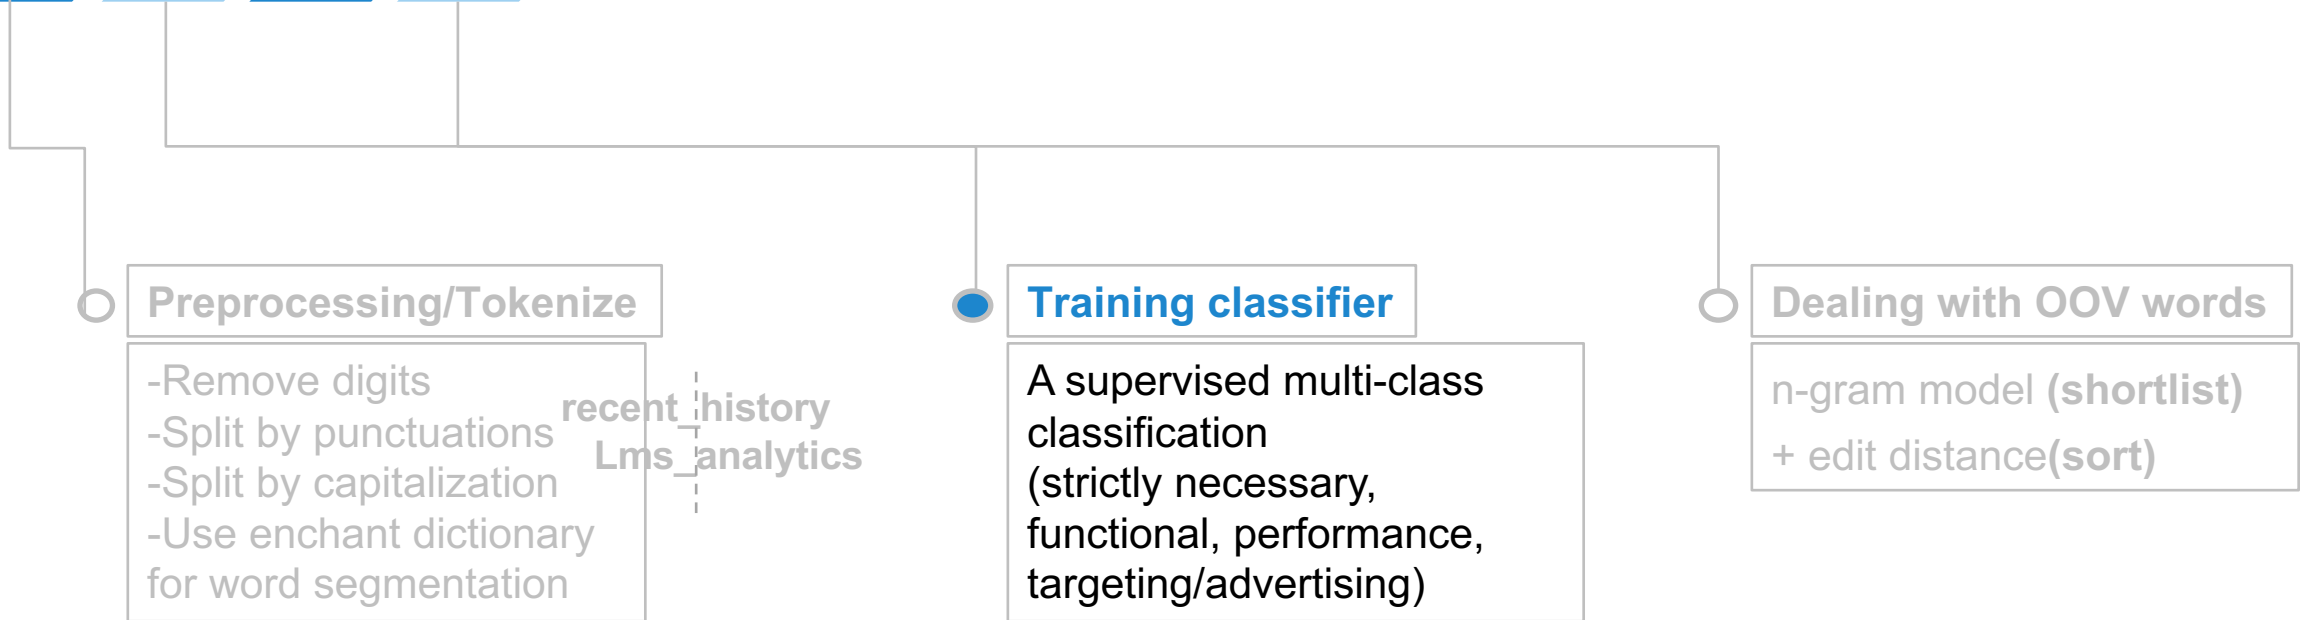 Preprocessing/Tokenize
-Remove digits
-Split by punctuations
-Split by capitalization
-Use enchant dictionary
for word segmentation
recent_history
Lms_analytics
Training classifier
A supervised multi-class
classification
(strictly necessary,
functional, performance,
targeting/advertising)
Dealing with OOV words
n-gram model (shortlist)
+ edit distance(sort)